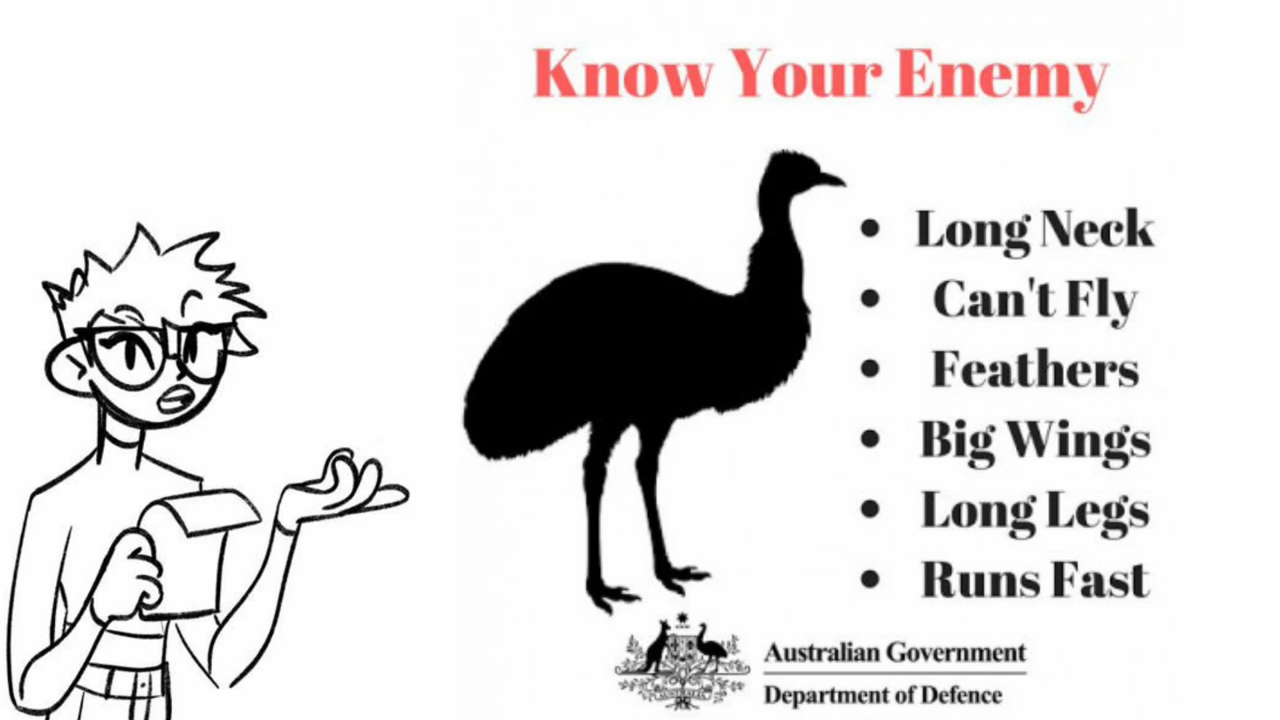 Know Your Enemy
• Long Neck
• Can't Fly
• Feathers
• Big Wings
• Long Legs
• Runs Fast
AUSTRALIA
Australian Government
Department of Defence